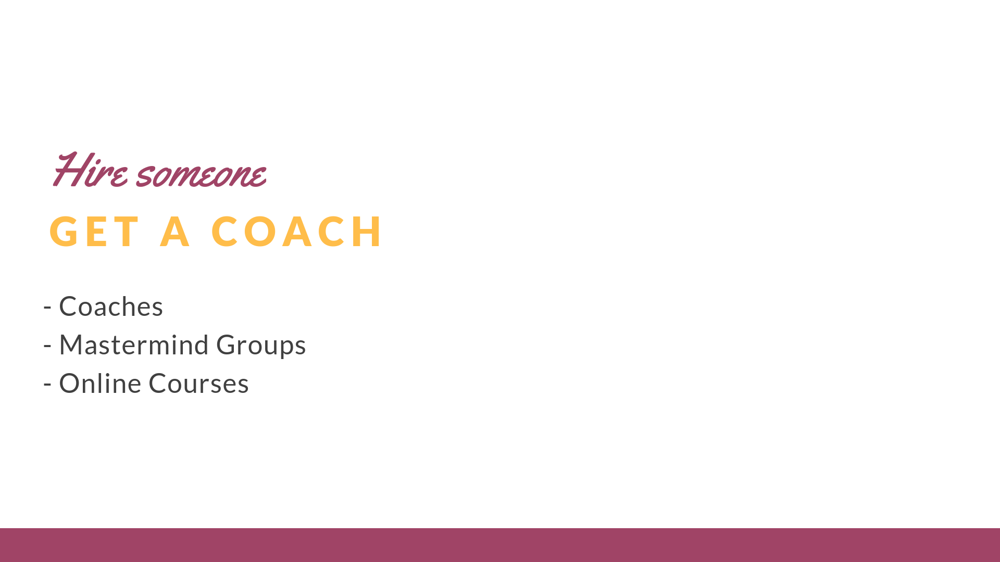 Hire someone
GET A COACH
- Coaches
- Mastermind Groups
- Online Courses